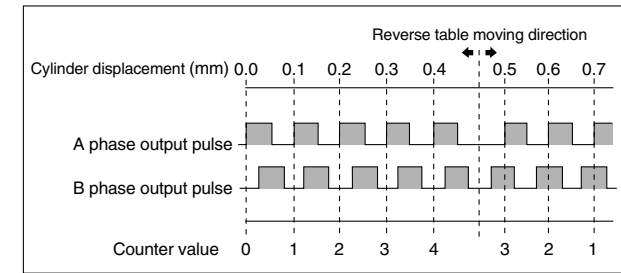 Reverse table moving direction
Cylinder displacement (mm) 0.0 0.1 0.2 0.3 0.4 0.5 0.6 0.7
A phase output pulse
B phase output pulse
Counter value 0 1 2 3 4 3 2 1